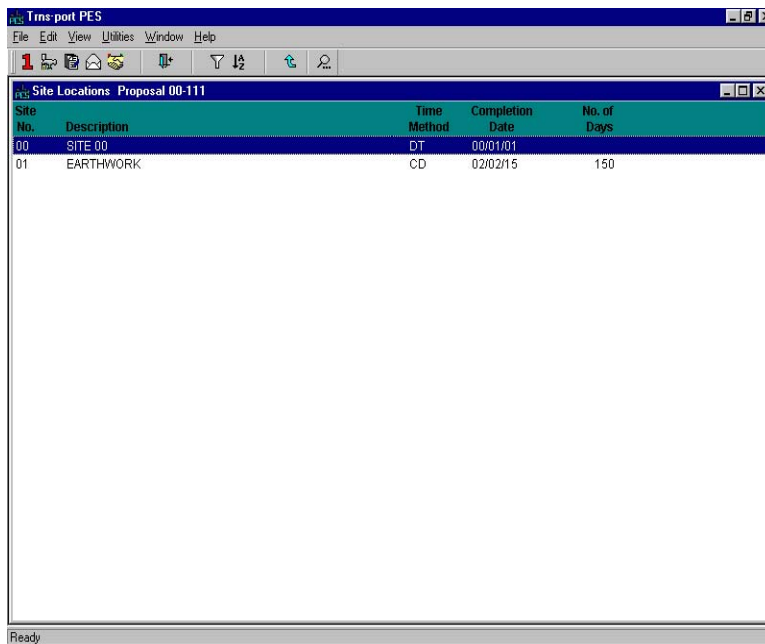 Trns·port PES
File Edit View Utilities Window Help
1
Site Locations Proposal 00-111
Site No. Description Time Method Completion Date No. of Days
00 SITE 00 DT 00/01/01
01 EARTHWORK CD 02/02/15 150
Ready